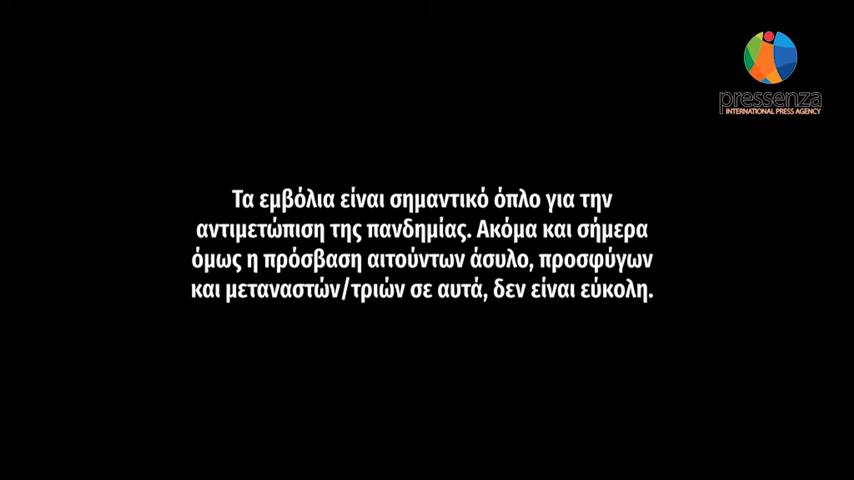 pressenza
INTERNATIONAL PRESS AGENCY
Τα εμβόλια είναι σημαντικό όπλο για την
αντιμετώπιση της πανδημίας. Ακόμα και σήμερα
όμως η πρόσβαση αιτούντων άσυλο, προσφύγων
και μεταναστών/τριών σε αυτά, δεν είναι εύκολη.